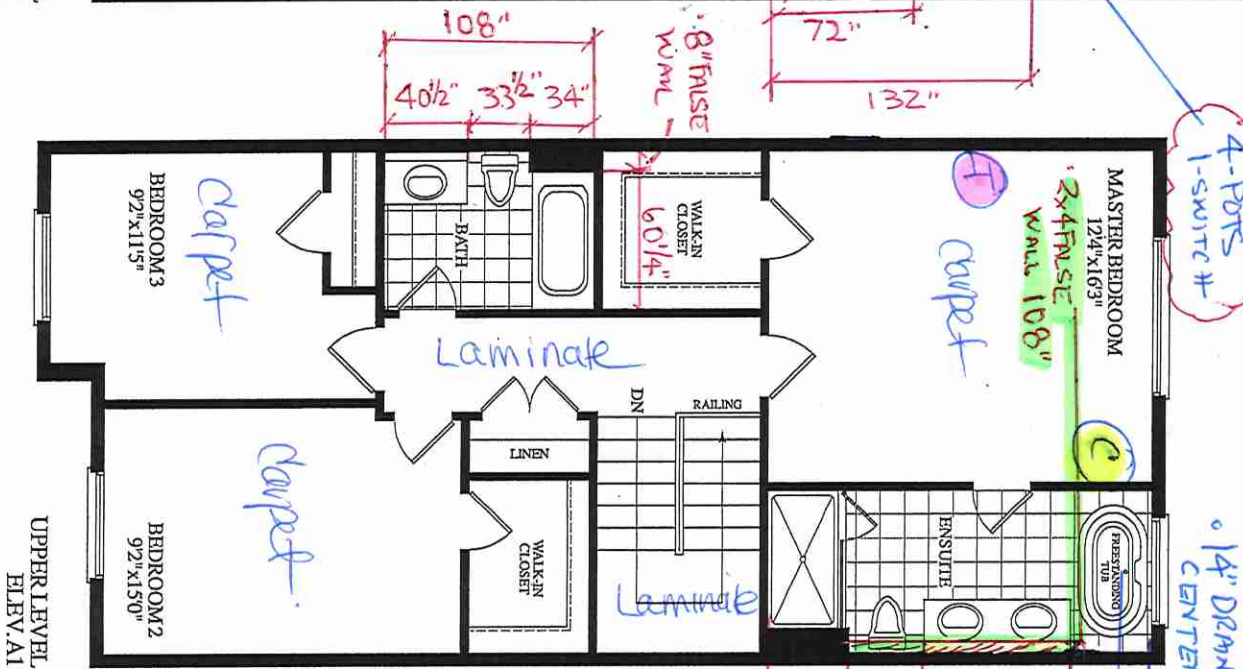 108"
40½"
33½"
34"
• 8" FALSE
WALL
72"
132"
4-POTS
1-SWITCH
BEDROOM 3
9'2"x11'5"
Carpet
BATH
WALK-IN
CLOSET
60¼"
T
• 2x4 FALSE
WALL 108"
MASTER BEDROOM
12'4"x16'3"
Carpet
C
Laminate
DN
RAILING
LINEN
WALK-IN
CLOSET
Laminate
ENSUITE
FREESTANDING
TUB
• 14" DRAIN
CENTE
Carpet
BEDROOM 2
9'2"x15'0"
UPPER LEVEL
ELEV. A1